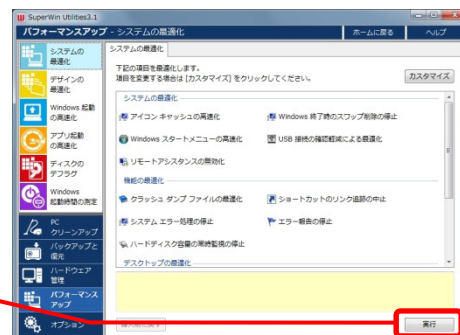 SuperWin Utilities3.1
パフォーマンスアップ - システムの最適化
ホームに戻る
ヘルプ
システムの
最適化
デザインの
最適化
Windows 起動
の高速化
アプリ起動
の高速化
ディスクの
デフラグ
Windows
起動時間の測定
PC
クリーンアップ
バックアップと
復元
ハードウェア
管理
パフォーマンス
アップ
オプション
システムの最適化
下記の項目を最適化します。
項目を変更する場合は [カスタマイズ] をクリックしてください。
カスタマイズ
システムの最適化
アイコン キャッシュの高速化
Windows 終了時のスワップ削除の停止
Windows スタートメニューの高速化
USB 接続の確認軽減による最適化
リモートアシスタンスの無効化
機能の最適化
クラッシュ ダンプ ファイルの最適化
ショートカットのリンク追跡の中止
システム エラー処理の停止
エラー報告の停止
ハードディスク容量の常時監視の停止
デスクトップの最適化
実行